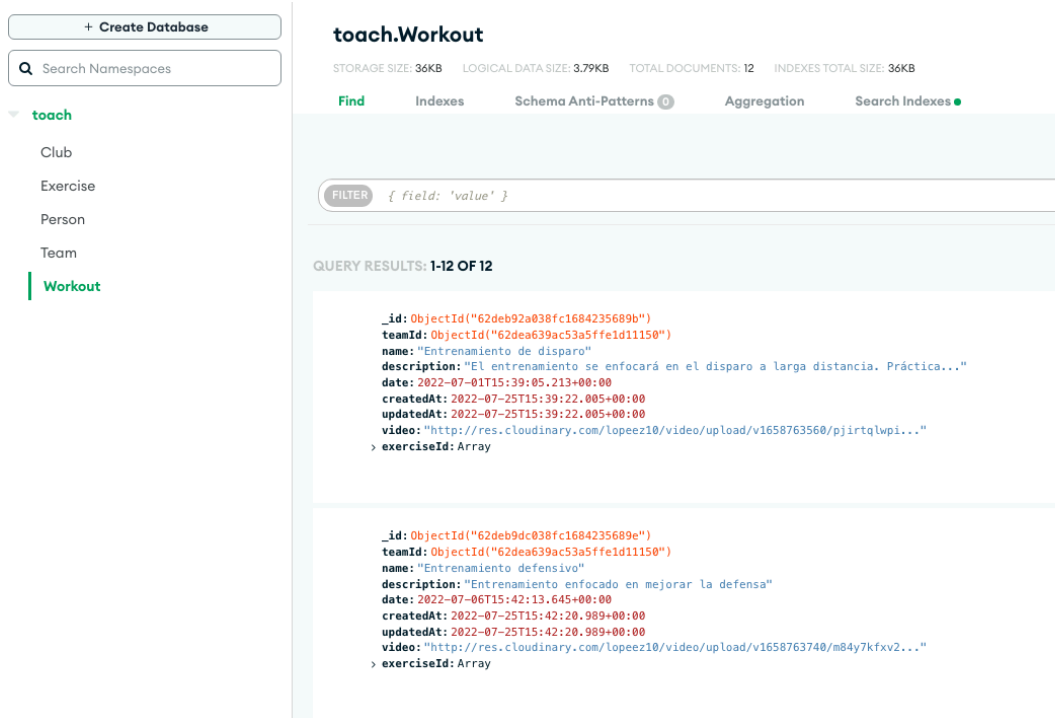 + Create Database
Search Namespaces
toach
Club
Exercise
Person
Team
Workout
toach.Workout
STORAGE SIZE: 36KB LOGICAL DATA SIZE: 3.79KB TOTAL DOCUMENTS: 12 INDEXES TOTAL SIZE: 36KB
Find Indexes Schema Anti-Patterns 0 Aggregation Search Indexes
FILTER { field: 'value' }
QUERY RESULTS: 1-12 OF 12
_id: ObjectId("62deb92a038fc1684235689b")
teamId: ObjectId("62dea639ac53a5ffe1d11150")
name: "Entrenamiento de disparo"
description: "El entrenamiento se enfocará en el disparo a larga distancia. Práctica..."
date: 2022-07-01T15:39:05.213+00:00
createdAt: 2022-07-25T15:39:22.005+00:00
updatedAt: 2022-07-25T15:39:22.005+00:00
video: "http://res.cloudinary.com/lopeez10/video/upload/v1658763560/pjirtqlwpi..."
> exerciseId: Array
_id: ObjectId("62deb9dc038fc1684235689e")
teamId: ObjectId("62dea639ac53a5ffe1d11150")
name: "Entrenamiento defensivo"
description: "Entrenamiento enfocado en mejorar la defensa"
date: 2022-07-06T15:42:13.645+00:00
createdAt: 2022-07-25T15:42:20.989+00:00
updatedAt: 2022-07-25T15:42:20.989+00:00
video: "http://res.cloudinary.com/lopeez10/video/upload/v1658763740/m84y7kfxv2..."
> exerciseId: Array